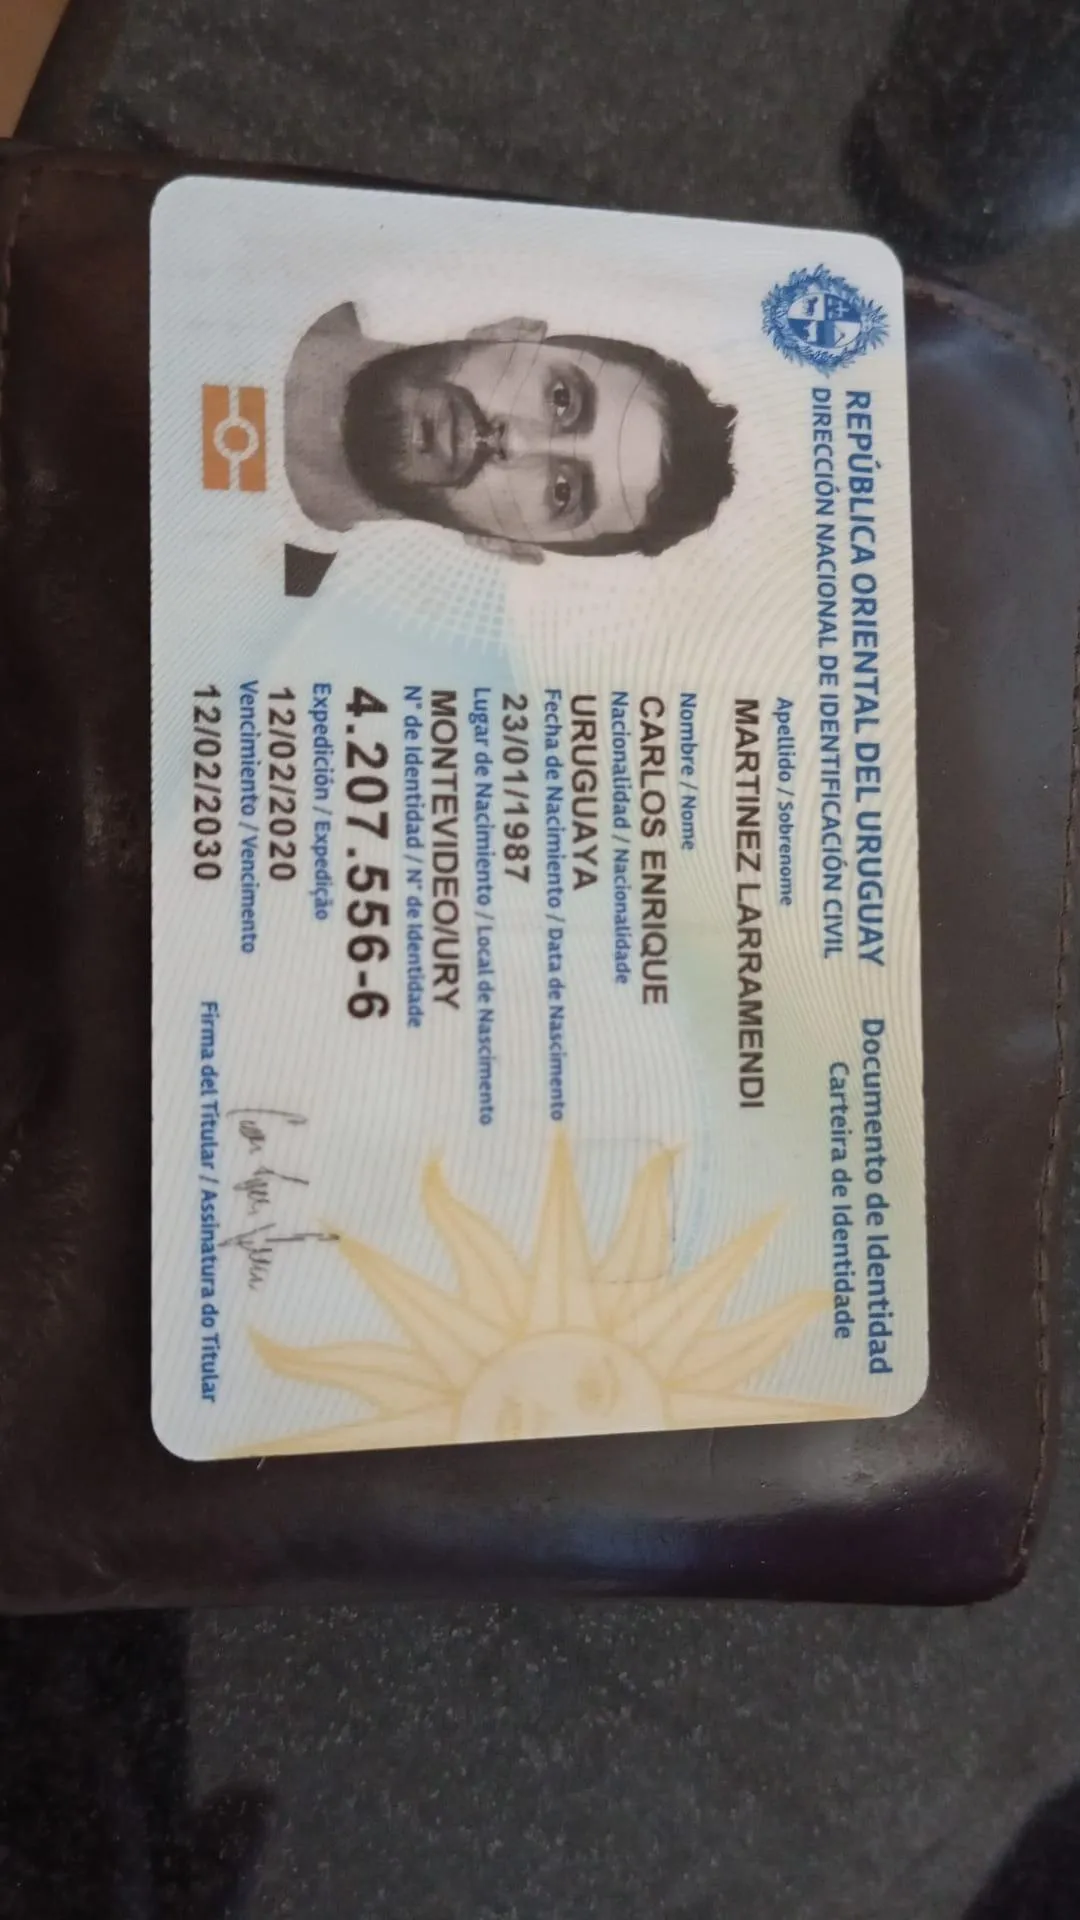 REPÚBLICA ORIENTAL DEL URUGUAY
DIRECCIÓN NACIONAL DE IDENTIFICACIÓN CIVIL
Documento de Identidad
Carteira de Identidade
Apellido / Sobrenome
MARTINEZ LARRAMENDI
Nombre / Nome
CARLOS ENRIQUE
Nacionalidad / Nacionalidade
URUGUAYA
Fecha de Nacimiento / Data de Nascimento
23/01/1987
Lugar de Nacimiento / Local de Nascimento
MONTEVIDEO/URY
N° de Identidad / N° de Identidade
4.207.556-6
Expedición / Expedição
12/02/2020
Vencimiento / Vencimento
12/02/2030
Firma del Titular / Assinatura do Titular